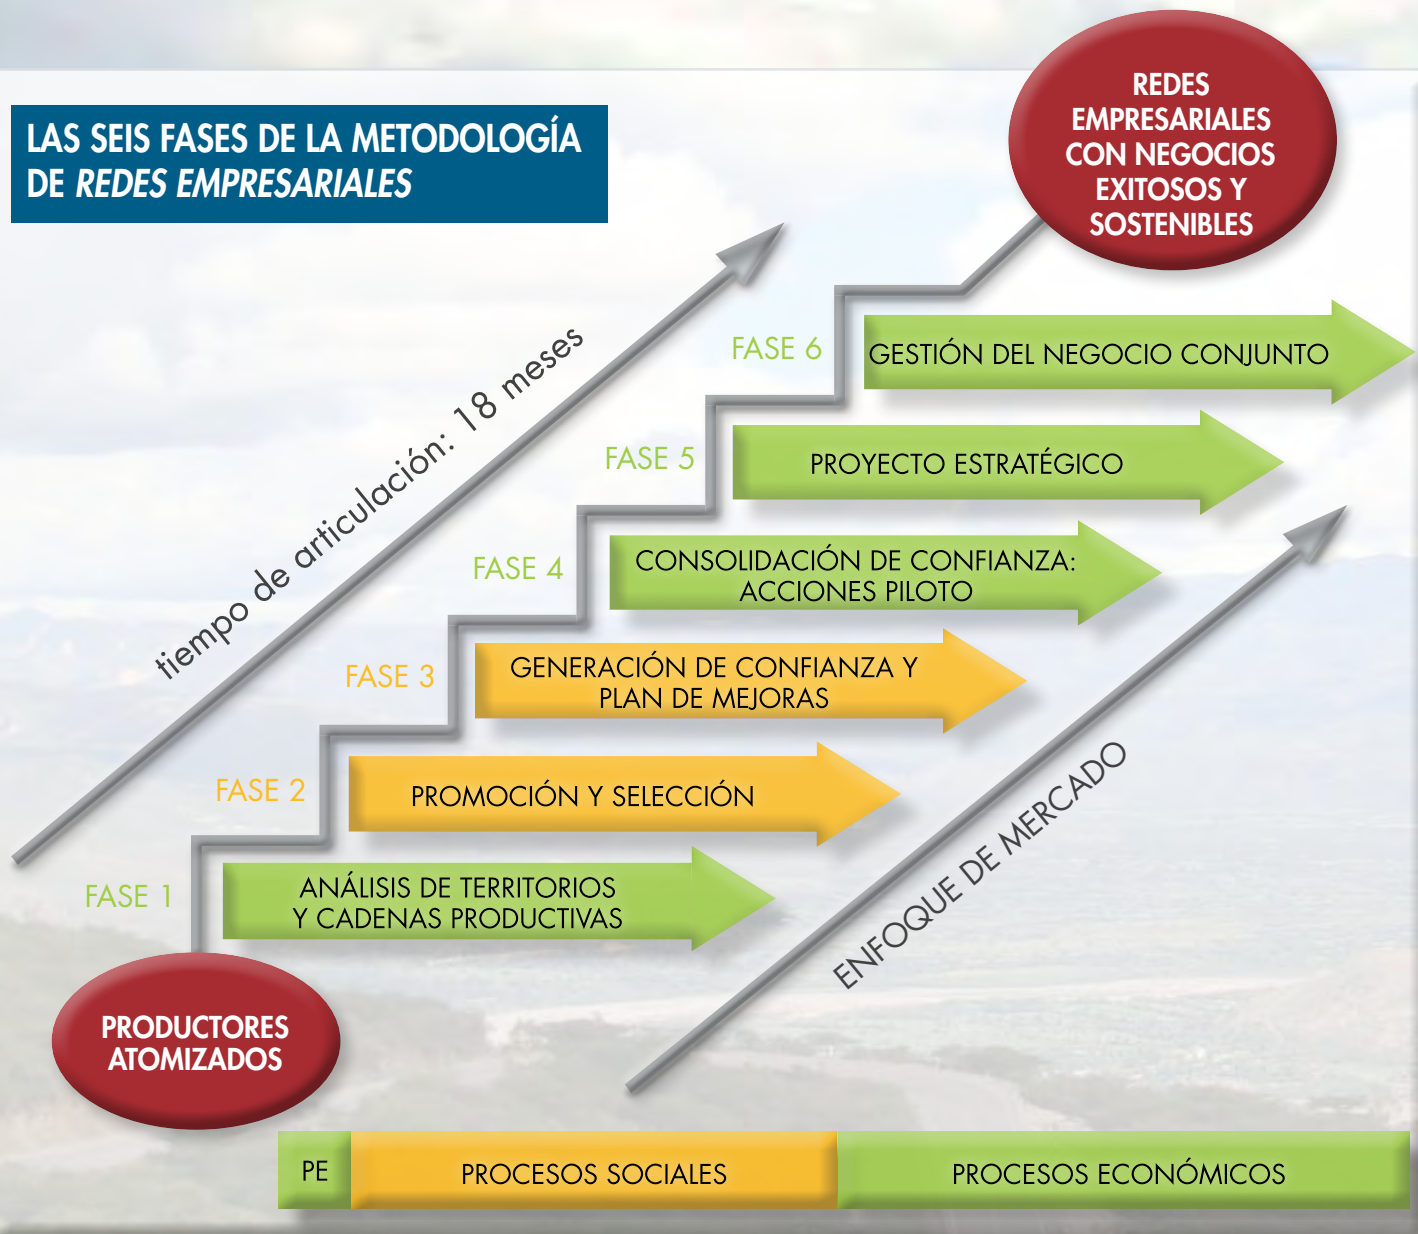 LAS SEIS FASES DE LA METODOLOGÍA
DE REDES EMPRESARIALES
REDES
EMPRESARIALES
CON NEGOCIOS
EXITOSOS Y
SOSTENIBLES
tiempo de articulación: 18 meses
FASE 6
GESTIÓN DEL NEGOCIO CONJUNTO
FASE 5
PROYECTO ESTRATÉGICO
FASE 4
CONSOLIDACIÓN DE CONFIANZA:
ACCIONES PILOTO
FASE 3
GENERACIÓN DE CONFIANZA Y
PLAN DE MEJORAS
FASE 2
PROMOCIÓN Y SELECCIÓN
FASE 1
ANÁLISIS DE TERRITORIOS
Y CADENAS PRODUCTIVAS
ENFOQUE DE MERCADO
PRODUCTORES
ATOMIZADOS
PE
PROCESOS SOCIALES
PROCESOS ECONÓMICOS